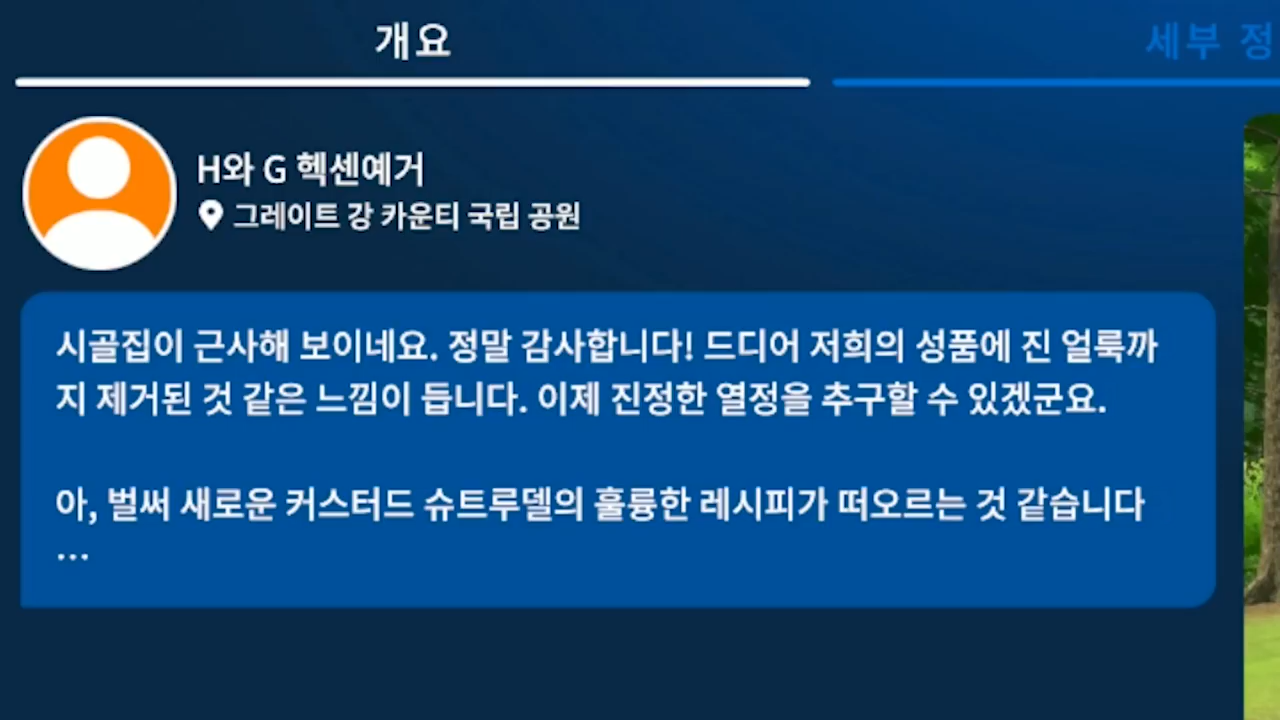 개요
세부 정
H와 G 헥센예거
그레이트 강 카운티 국립 공원
시골집이 근사해 보이네요. 정말 감사합니다! 드디어 저희의 성품에 진 얼룩까
지 제거된 것 같은 느낌이 듭니다. 이제 진정한 열정을 추구할 수 있겠군요.
아, 벌써 새로운 커스터드 슈트루델의 훌륭한 레시피가 떠오르는 것 같습니다
...